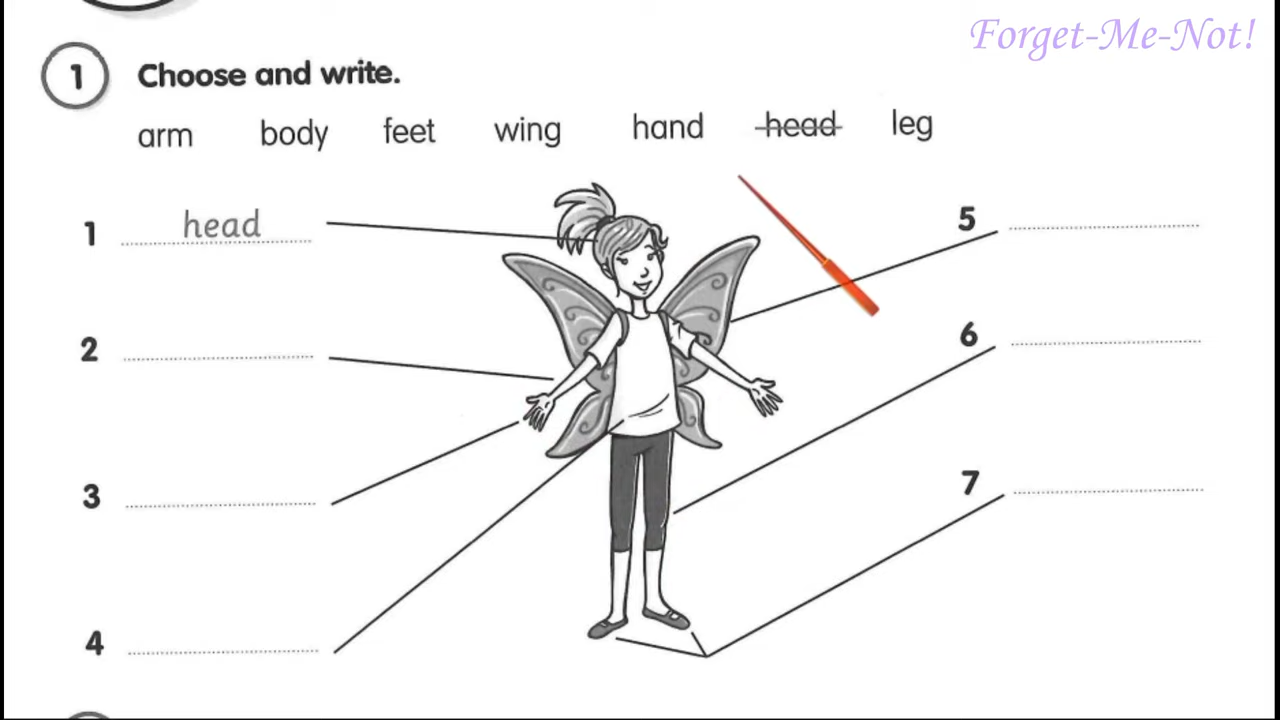 Forget-Me-Not!
1 Choose and write.
arm body feet wing hand head leg
1 head
2
3
4
5
6
7